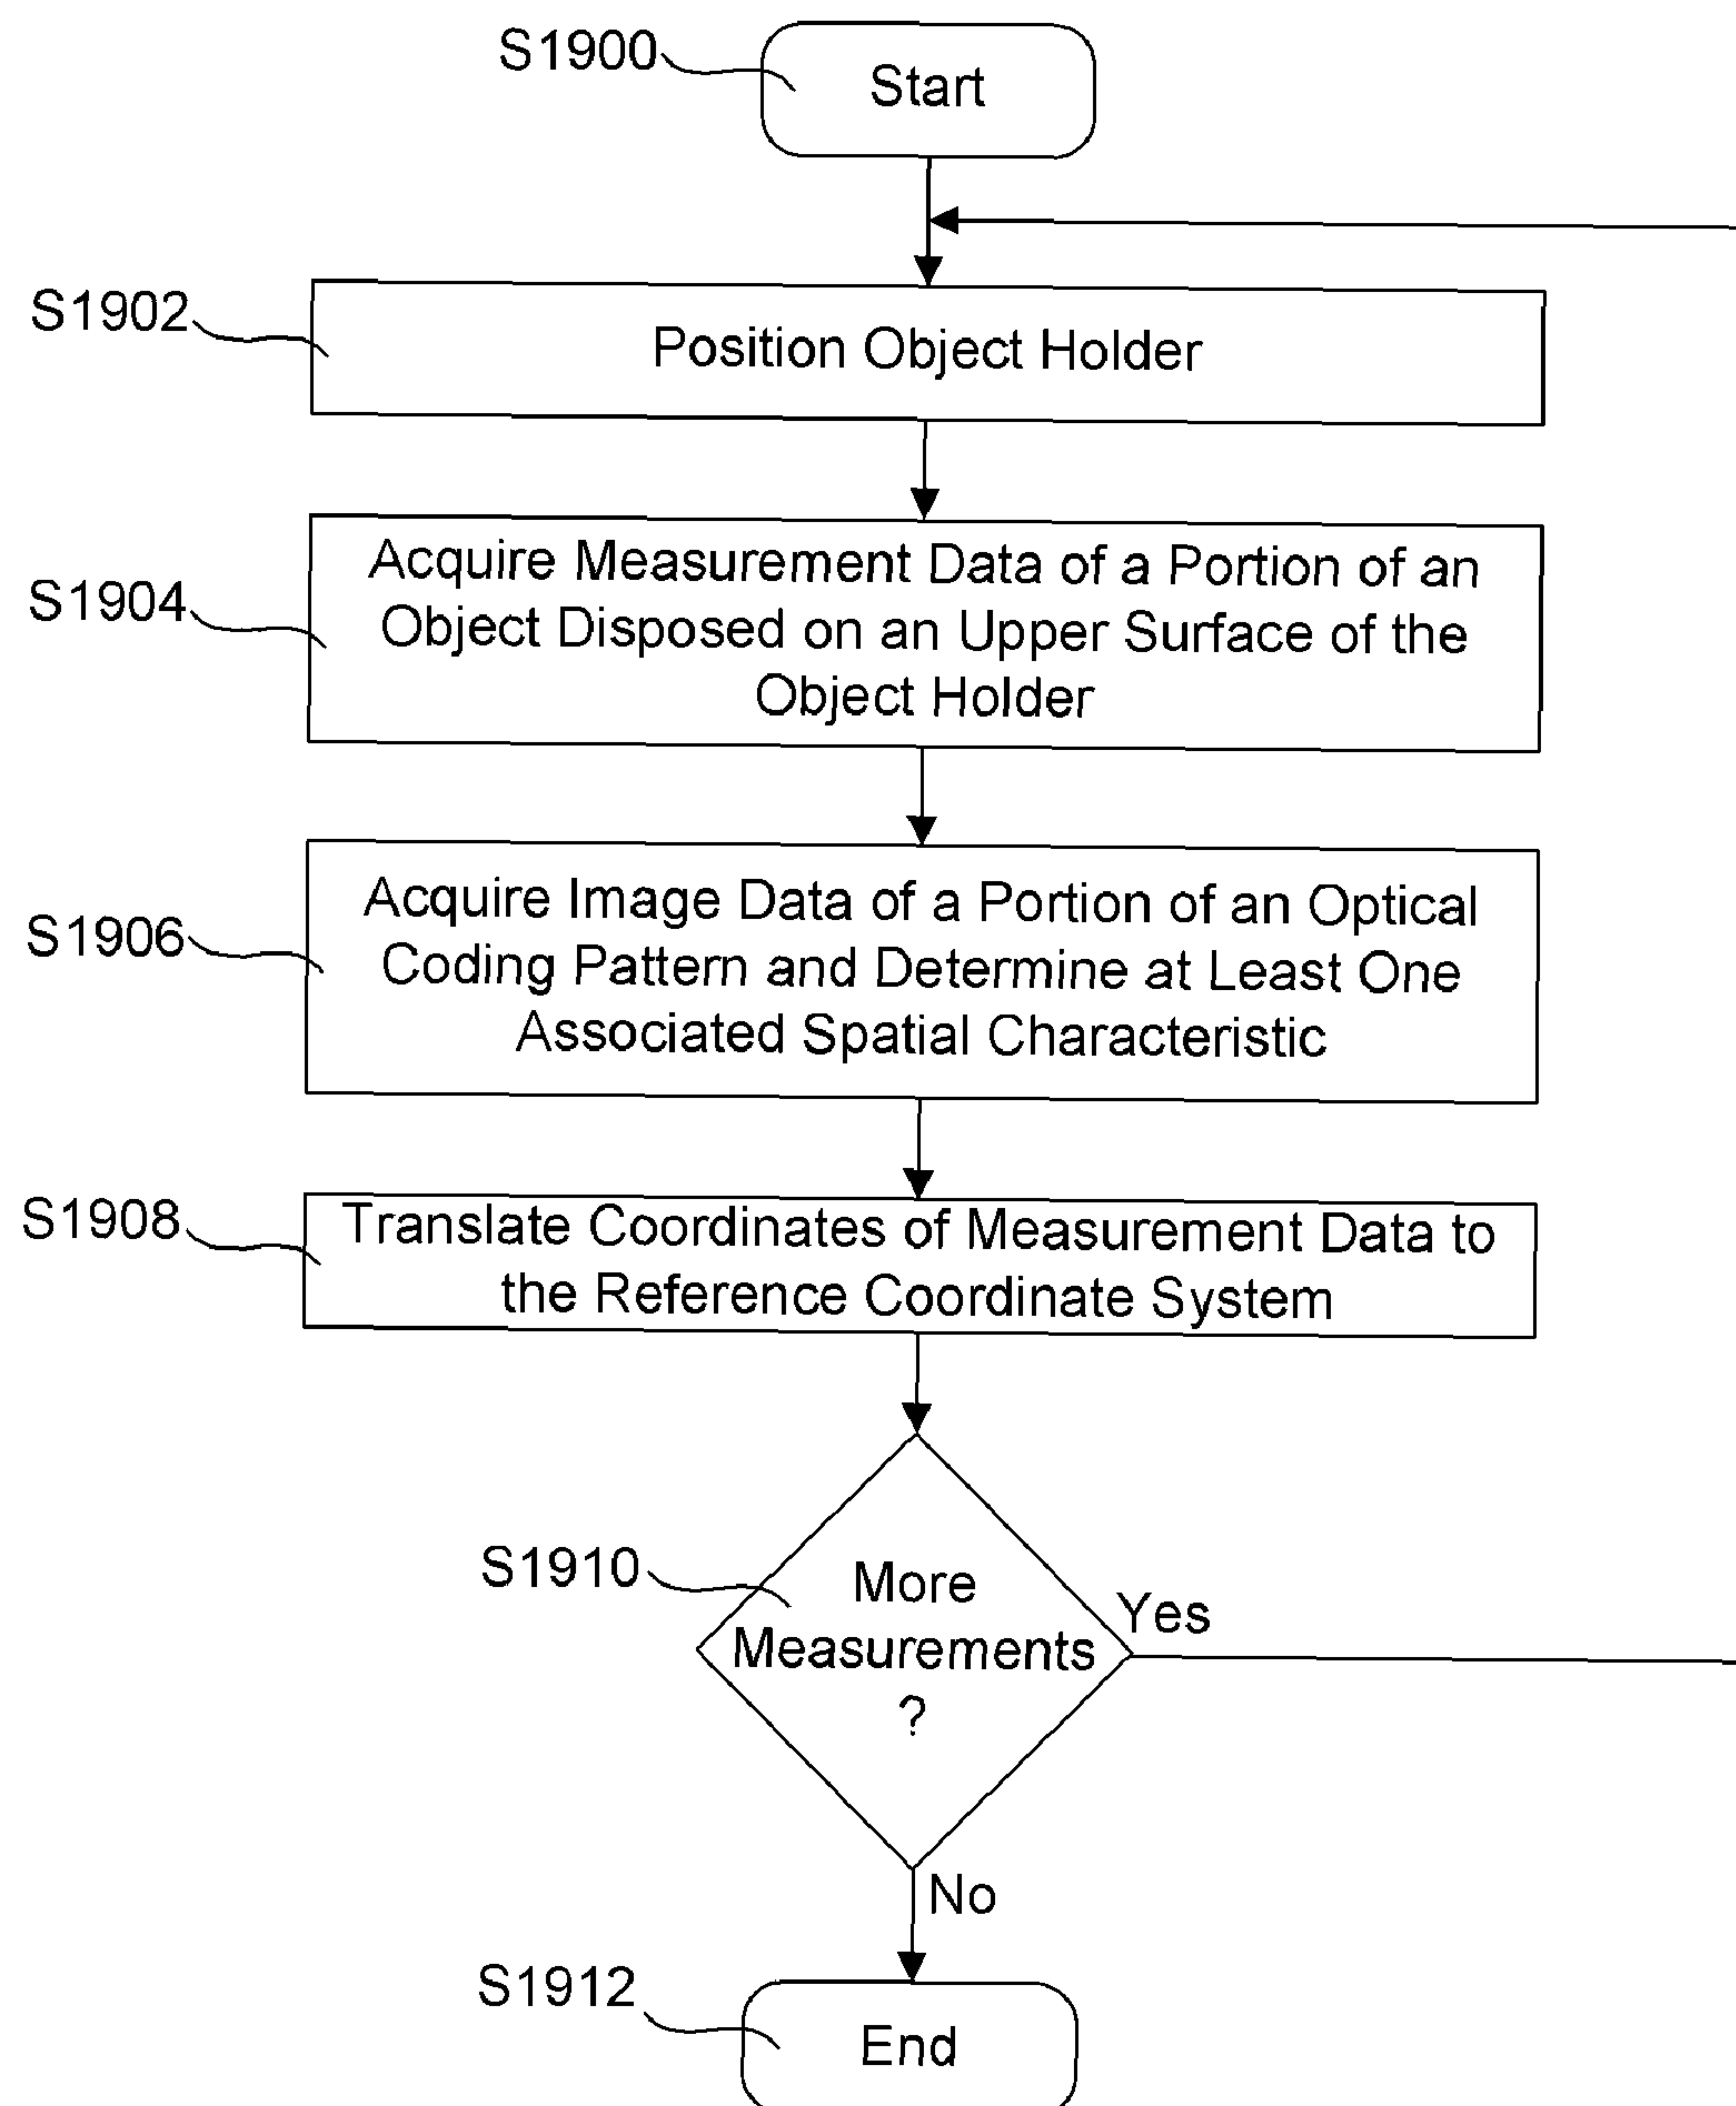 S1900
Start
S1902
Position Object Holder
S1904
Acquire Measurement Data of a Portion of an
Object Disposed on an Upper Surface of the
Object Holder
S1906
Acquire Image Data of a Portion of an Optical
Coding Pattern and Determine at Least One
Associated Spatial Characteristic
S1908
Translate Coordinates of Measurement Data to
the Reference Coordinate System
S1910
More
Measurements
?
Yes
No
S1912
End